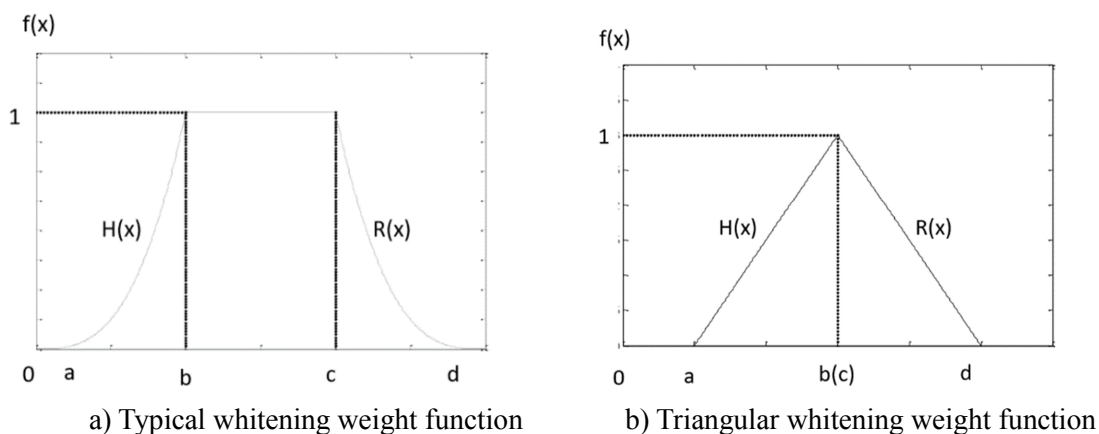 f(x)
1
H(x)
R(x)
0 a b c d
a) Typical whitening weight function
f(x)
1
H(x)
R(x)
0 a b(c) d
b) Triangular whitening weight function